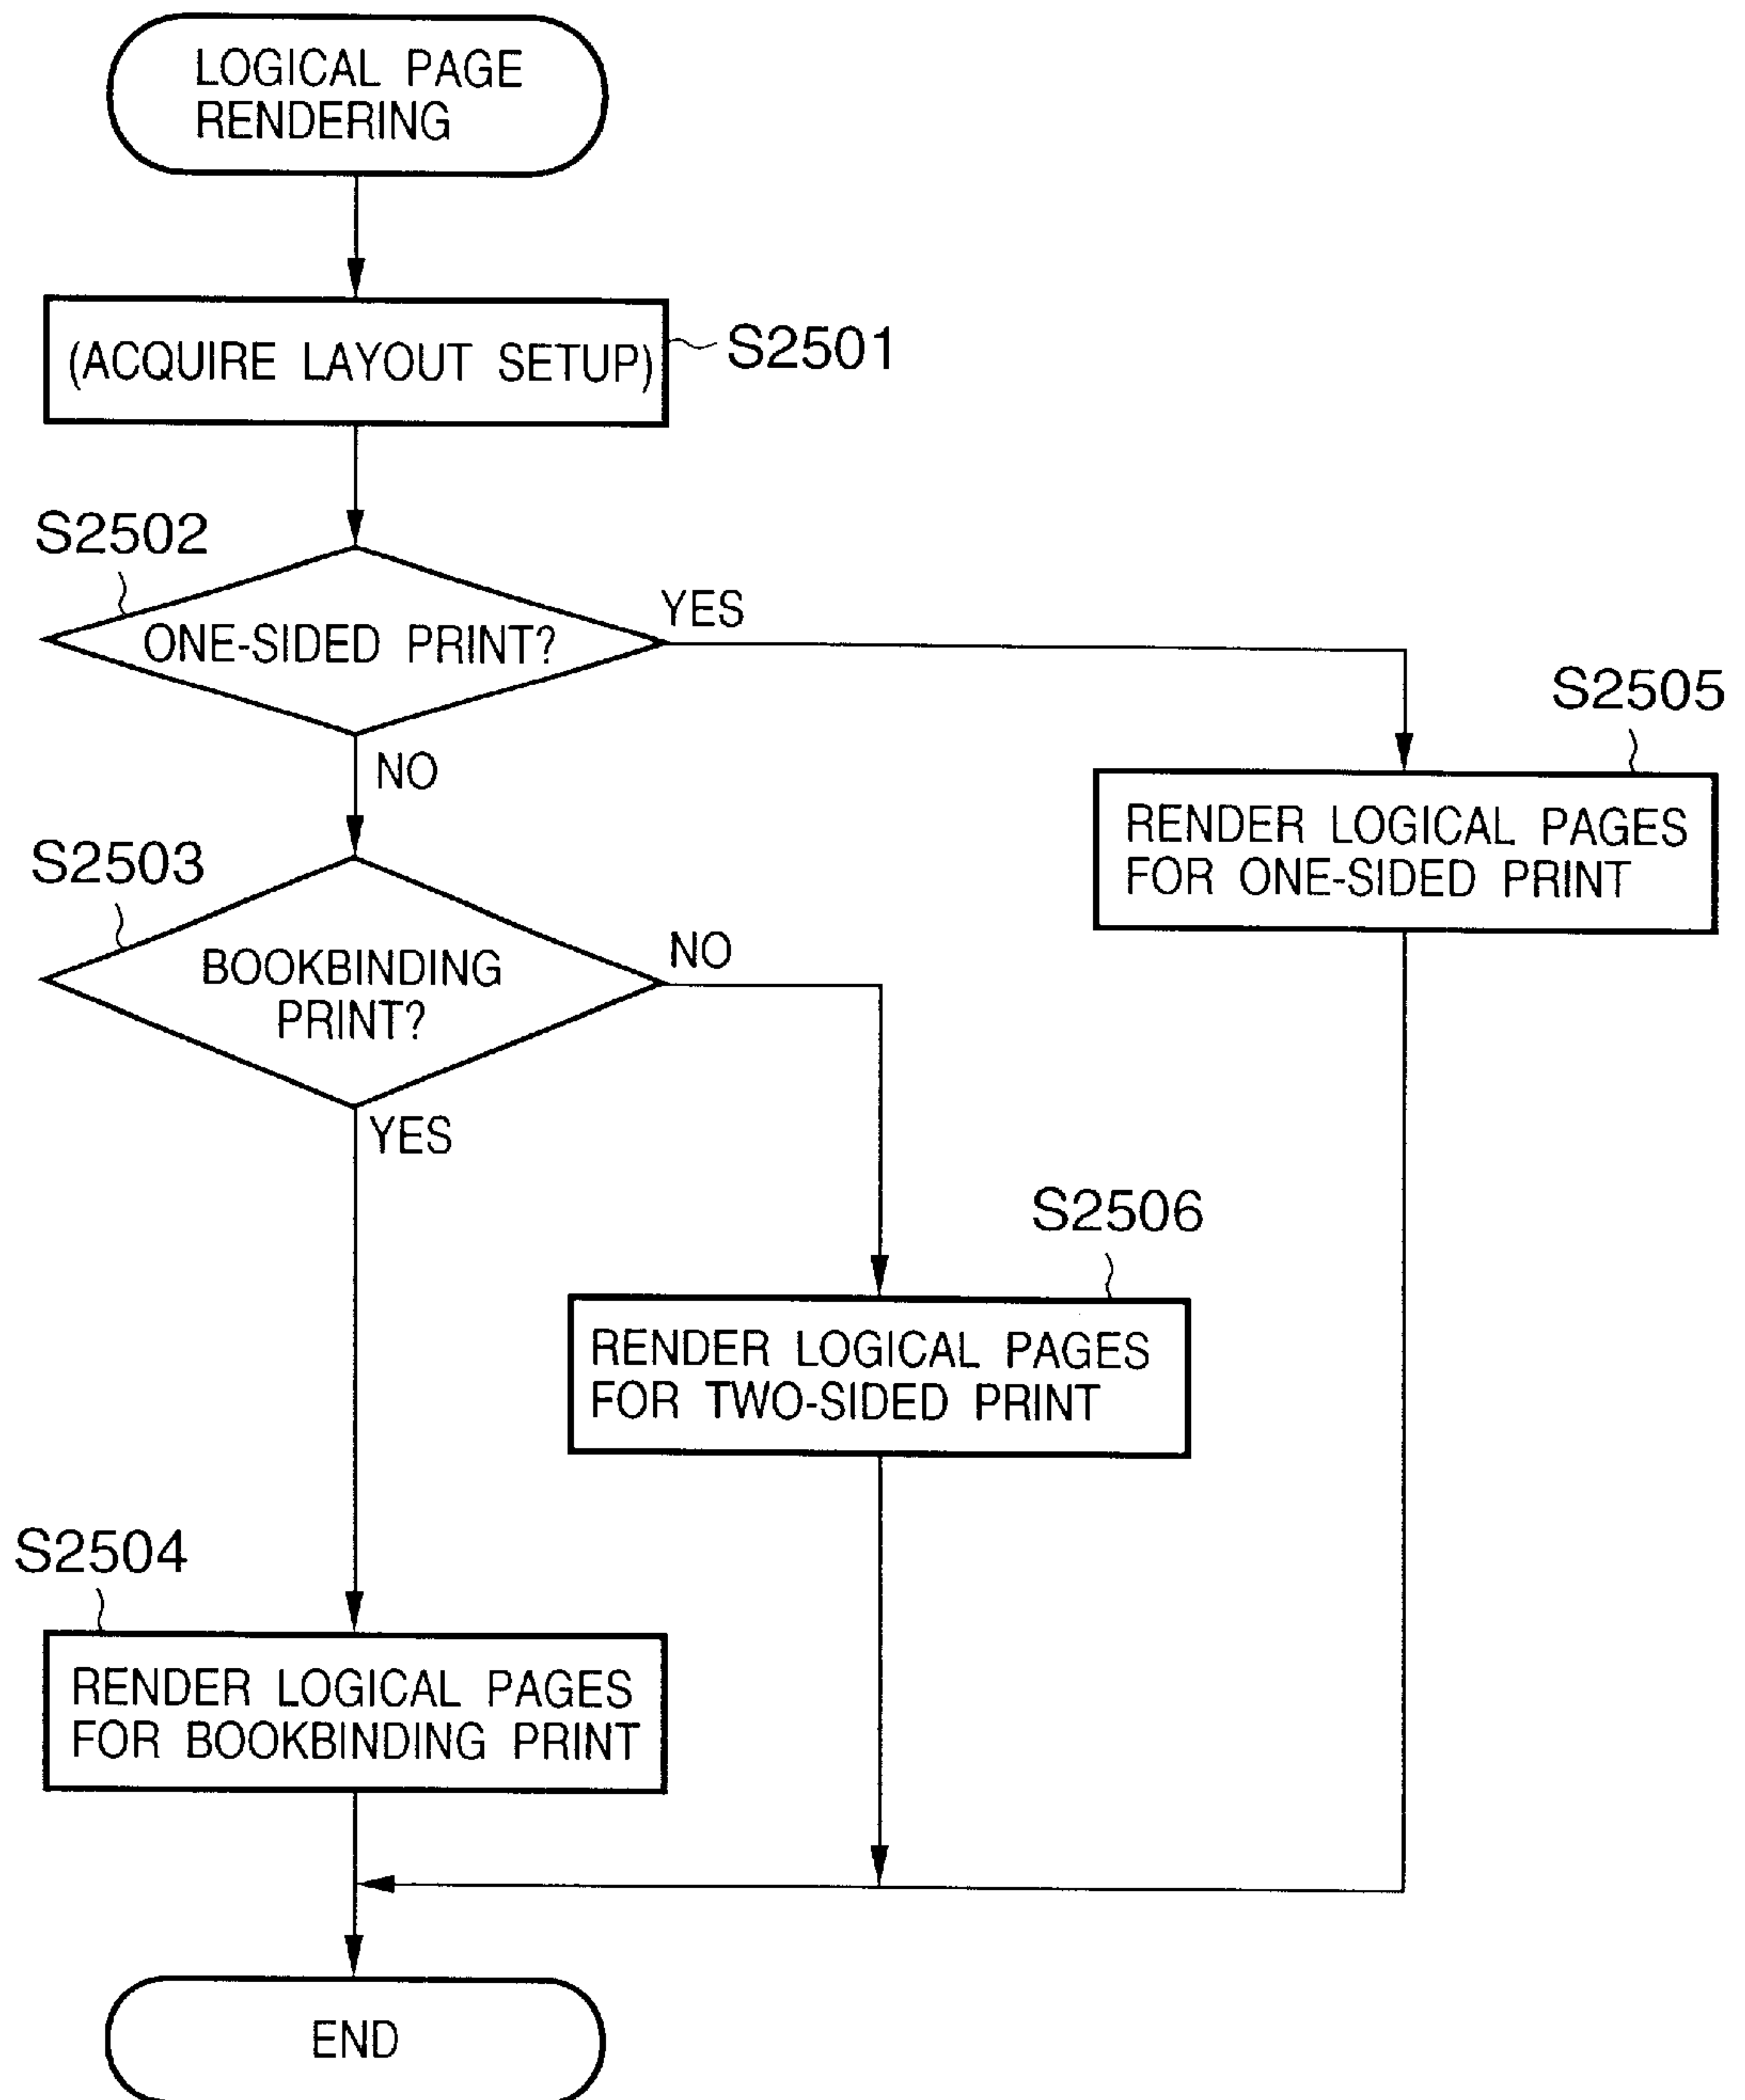 LOGICAL PAGE
RENDERING
(ACQUIRE LAYOUT SETUP)
S2501
S2502
ONE-SIDED PRINT?
YES
NO
S2505
RENDER LOGICAL PAGES
FOR ONE-SIDED PRINT
S2503
BOOKBINDING
PRINT?
NO
YES
S2506
RENDER LOGICAL PAGES
FOR TWO-SIDED PRINT
S2504
RENDER LOGICAL PAGES
FOR BOOKBINDING PRINT
END